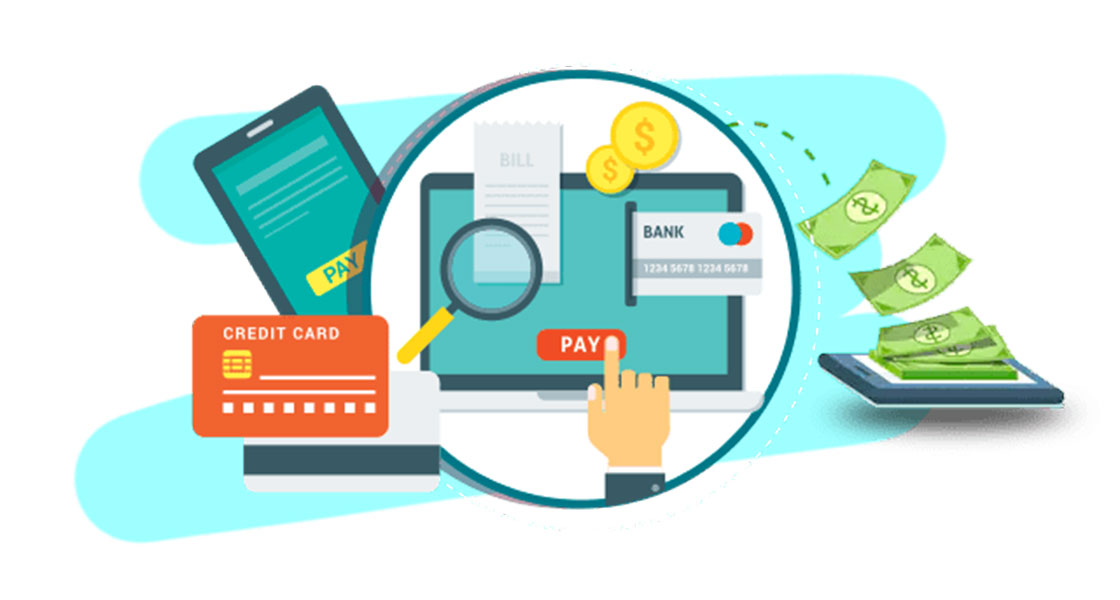 BILL
$
$
BANK
1234 5678 1234 5678
PAY
PAY
CREDIT CARD